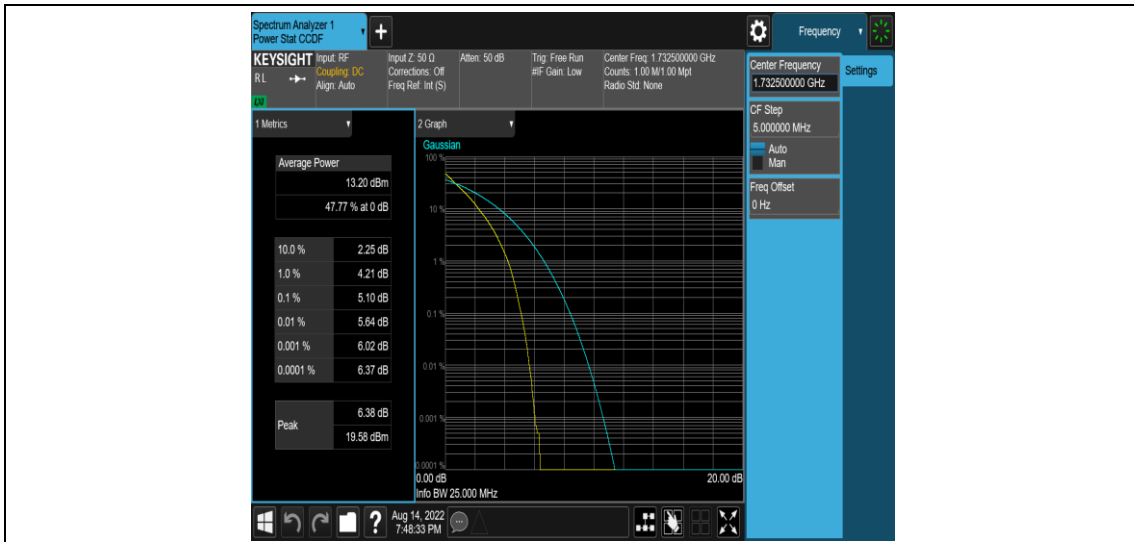 Spectrum Analyzer 1
Power Stat CCDF
+
Frequency
KEYSIGHT
RL
LXI
Input: RF
Coupling: DC
Align: Auto
Input Z: 50 Ω
Corrections: Off
Freq Ref: Int (S)
Atten: 50 dB
Trig: Free Run
#IF Gain: Low
Center Freq: 1.732500000 GHz
Counts: 1.00 M/1.00 Mpt
Radio Std: None
Center Frequency
1.732500000 GHz
Settings
CF Step
5.000000 MHz
Auto
Man
Freq Offset
0 Hz
1 Metrics
Average Power
13.20 dBm
47.77 % at 0 dB
10.0 % 2.25 dB
1.0 % 4.21 dB
0.1 % 5.10 dB
0.01 % 5.64 dB
0.001 % 6.02 dB
0.0001 % 6.37 dB
Peak 6.38 dB
19.58 dBm
2 Graph
Gaussian
100 %
10 %
1 %
0.1 %
0.01 %
0.001 %
0.0001 %
0.00 dB 20.00 dB
Info BW 25.000 MHz
?
Aug 14, 2022
7:48:33 PM